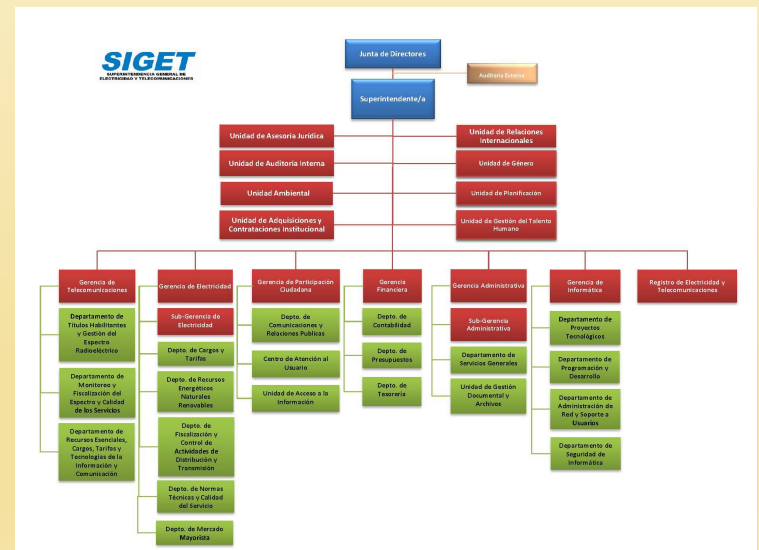 SIGET
SUPERINTENDENCIA GENERAL DE
ELECTRICIDAD Y TELECOMUNICACIONES
Junta de Directores
Auditoría Externa
Superintendente/a
Unidad de Asesoría Jurídica
Unidad de Relaciones
Internacionales
Unidad de Auditoría Interna
Unidad de Género
Unidad Ambiental
Unidad de Planificación
Unidad de Adquisiciones y
Contrataciones Institucional
Unidad de Gestión del Talento
Humano
Gerencia de
Telecomunicaciones
Departamento de
Títulos Habilitantes
y Gestión del
Espectro
Radioeléctrico
Departamento de
Monitoreo y
Fiscalización del
Espectro y Calidad
de los Servicios
Departamento de
Recursos Esenciales,
Cargos, Tarifas y
Tecnologías de la
Información y
Comunicación
Gerencia de Electricidad
Sub-Gerencia de
Electricidad
Depto. de Cargos y
Tarifas
Depto. de Recursos
Energéticos
Naturales
Renovables
Depto. de
Fiscalización y
Control de
Actividades de
Distribución y
Transmisión
Depto. de Normas
Técnicas y Calidad
del Servicio
Depto. de Mercado
Mayorista
Gerencia de Participación
Ciudadana
Depto. de
Comunicaciones y
Relaciones Publicas
Centro de Atención al
Usuario
Unidad de Acceso a la
Información
Gerencia
Financiera
Depto. de
Contabilidad
Depto. de
Presupuestos
Depto. de
Tesorería
Gerencia Administrativa
Sub-Gerencia
Administrativa
Departamento de
Servicios Generales
Unidad de Gestión
Documental y
Archivos
Gerencia de
Informática
Departamento de
Proyectos
Tecnológicos
Departamento de
Programación y
Desarrollo
Departamento de
Administración de
Red y Soporte a
Usuarios
Departamento de
Seguridad de
Informática
Registro de Electricidad y
Telecomunicaciones